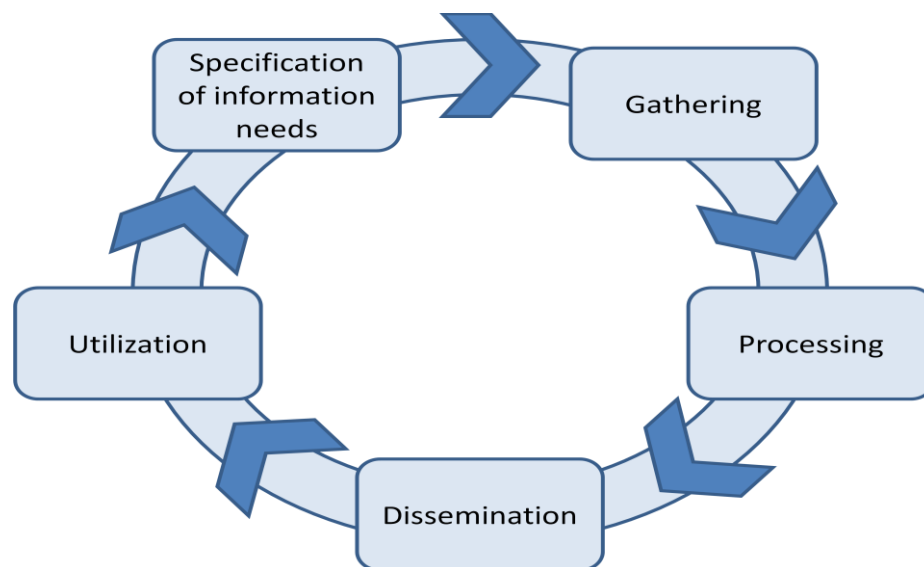 Specification
of information
needs
Gathering
Processing
Dissemination
Utilization